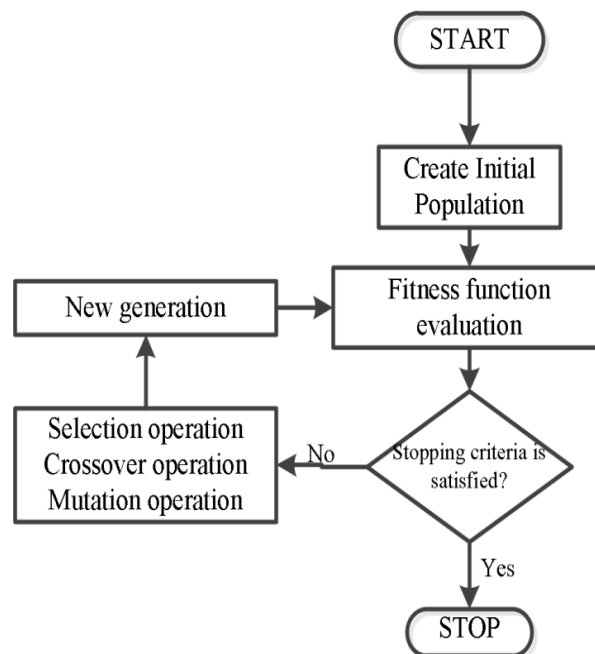 START
Create Initial
Population
Fitness function
evaluation
New generation
Selection operation
Crossover operation
Mutation operation
No
Stopping criteria is
satisfied?
Yes
STOP